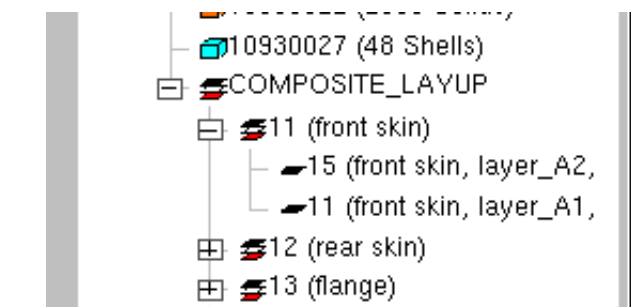 10930027 (48 Shells)
COMPOSITE_LAYUP
11 (front skin)
15 (front skin, layer_A2,
11 (front skin, layer_A1,
12 (rear skin)
13 (flange)